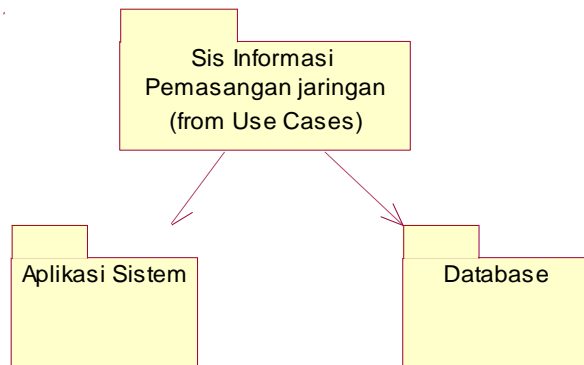 Sis Informasi
Pemasangan jaringan
(from Use Cases)
Aplikasi Sistem
Database